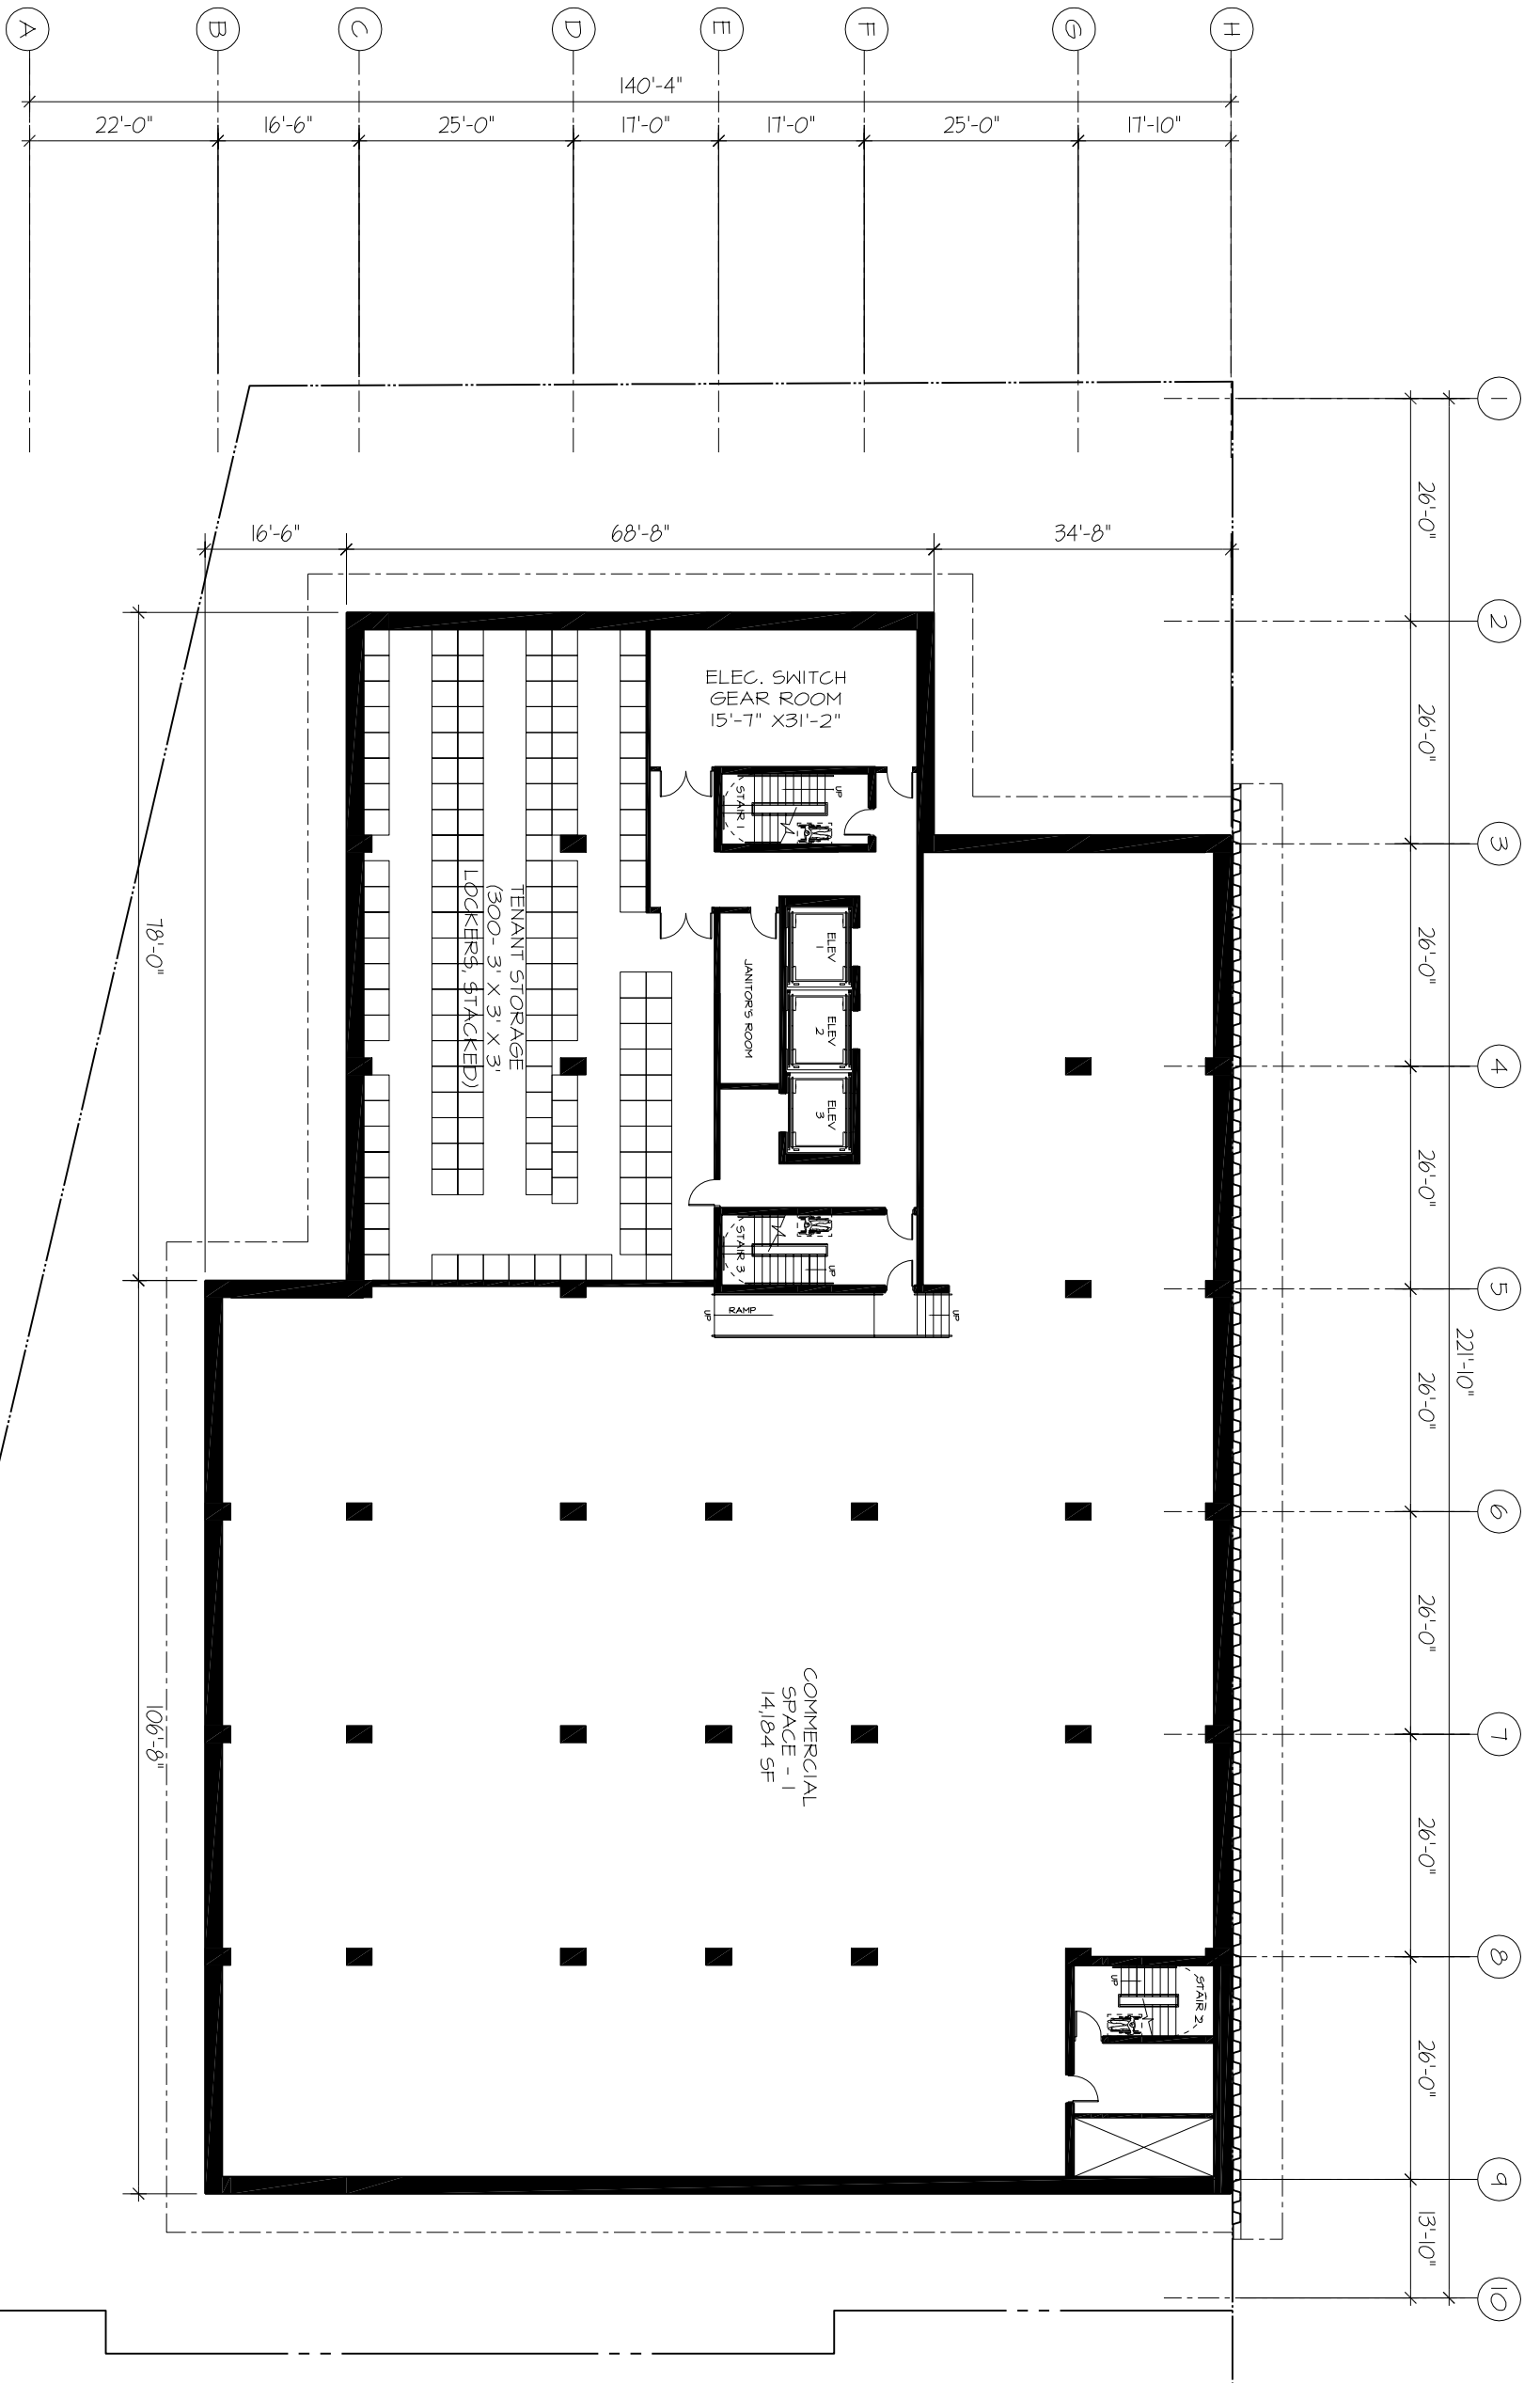 A
B
C
D
E
F
G
H
140'-4"
22'-0"
16'-6"
25'-0"
17'-0"
17'-0"
25'-0"
17'-10"
1
2
3
4
5
6
7
8
9
10
26'-0"
26'-0"
26'-0"
26'-0"
26'-0"
26'-0"
26'-0"
26'-0"
13'-10"
221'-10"
16'-6"
68'-8"
34'-8"
78'-0"
106'-8"
ELEC. SWITCH
GEAR ROOM
15'-7" X31'-2"
STAIR 1
UP
TENANT STORAGE
(300- 3' X 3' X 3'
LOCKERS, STACKED)
JANITOR'S ROOM
ELEV
1
ELEV
2
ELEV
3
STAIR 3
UP
RAMP
UP
UP
COMMERCIAL
SPACE - 1
14,184 SF
STAIR 2
UP